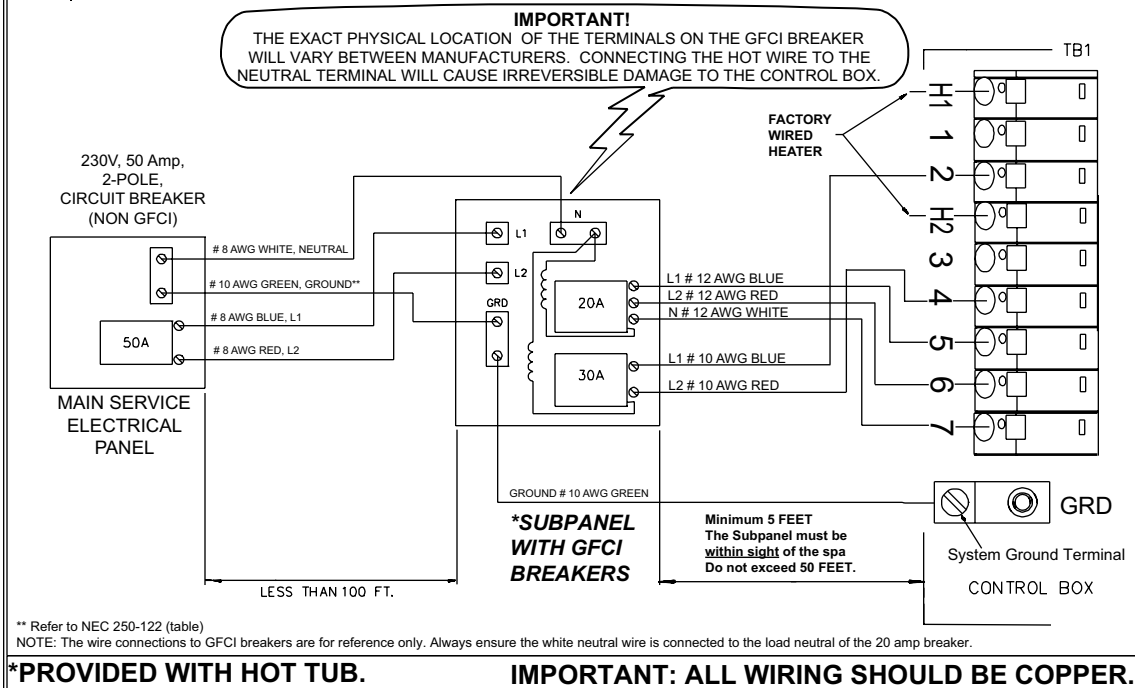 IMPORTANT!
THE EXACT PHYSICAL LOCATION OF THE TERMINALS ON THE GFCI BREAKER
WILL VARY BETWEEN MANUFACTURERS. CONNECTING THE HOT WIRE TO THE
NEUTRAL TERMINAL WILL CAUSE IRREVERSIBLE DAMAGE TO THE CONTROL BOX.
TB1
H1
1
2
H2
3
4
5
6
7
FACTORY
WIRED
HEATER
230V, 50 Amp,
2-POLE,
CIRCUIT BREAKER
(NON GFCI)
# 8 AWG WHITE, NEUTRAL
# 10 AWG GREEN, GROUND**
# 8 AWG BLUE, L1
# 8 AWG RED, L2
50A
MAIN SERVICE
ELECTRICAL
PANEL
N
L1
L2
GRD
20A
30A
L1 # 12 AWG BLUE
L2 # 12 AWG RED
N # 12 AWG WHITE
L1 # 10 AWG BLUE
L2 # 10 AWG RED
GROUND # 10 AWG GREEN
*SUBPANEL
WITH GFCI
BREAKERS
Minimum 5 FEET
The Subpanel must be
within sight of the spa
Do not exceed 50 FEET.
GRD
System Ground Terminal
CONTROL BOX
LESS THAN 100 FT.
** Refer to NEC 250-122 (table)
NOTE: The wire connections to GFCI breakers are for reference only. Always ensure the white neutral wire is connected to the load neutral of the 20 amp breaker.
*PROVIDED WITH HOT TUB.
IMPORTANT: ALL WIRING SHOULD BE COPPER.